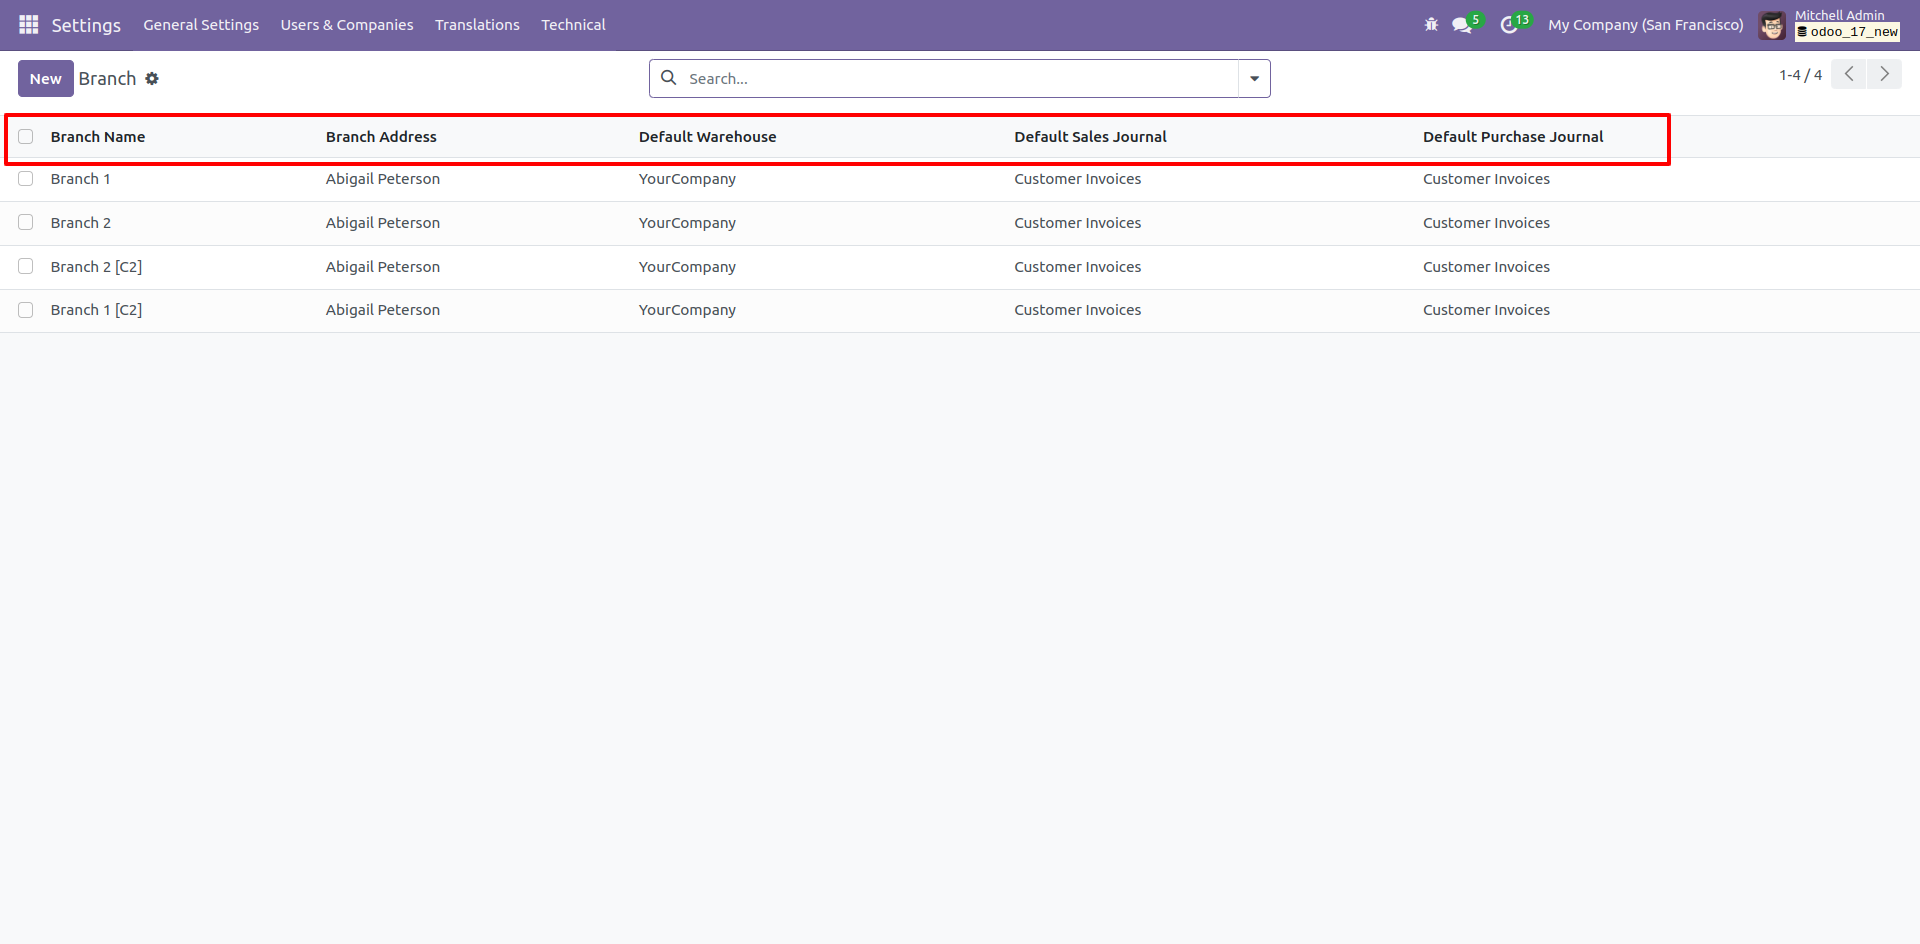 Settings General Settings Users & Companies Translations Technical 5 13 My Company (San Francisco) Mitchell Admin
odoo_17_new
New Branch Search... 1-4 / 4
Branch Name Branch Address Default Warehouse Default Sales Journal Default Purchase Journal
Branch 1 Abigail Peterson YourCompany Customer Invoices Customer Invoices
Branch 2 Abigail Peterson YourCompany Customer Invoices Customer Invoices
Branch 2 [C2] Abigail Peterson YourCompany Customer Invoices Customer Invoices
Branch 1 [C2] Abigail Peterson YourCompany Customer Invoices Customer Invoices